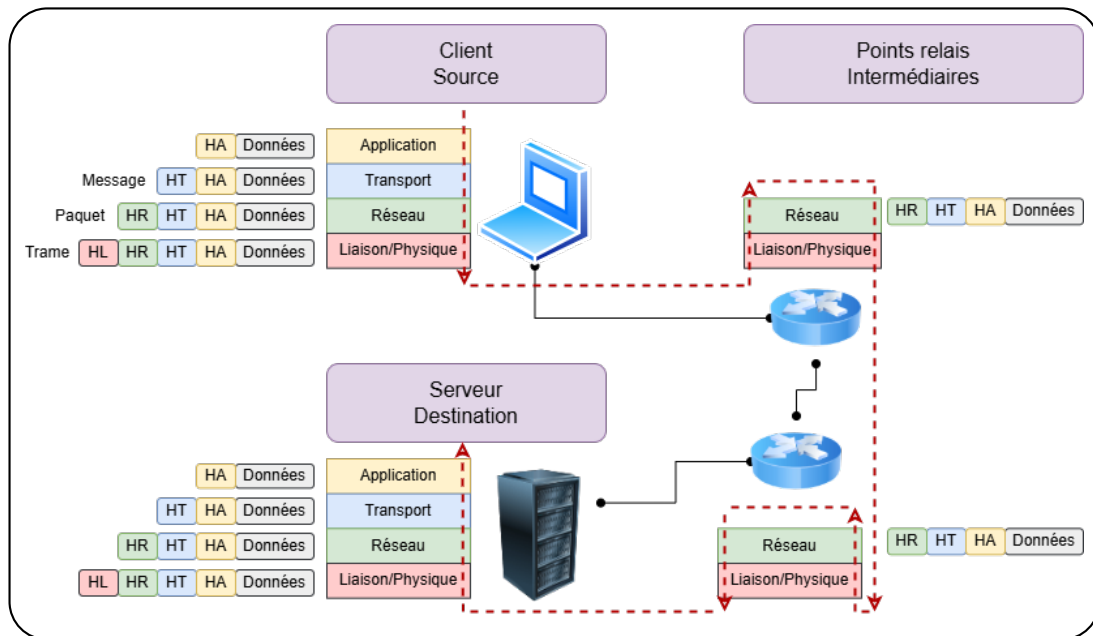 Client
Source
Points relais
Intermédiaires
HA Données Application
Message HT HA Données Transport
Paquet HR HT HA Données Réseau
Trame HL HR HT HA Données Liaison/Physique
Réseau HR HT HA Données
Liaison/Physique
Serveur
Destination
HA Données Application
HT HA Données Transport
HR HT HA Données Réseau
HL HR HT HA Données Liaison/Physique
Réseau HR HT HA Données
Liaison/Physique